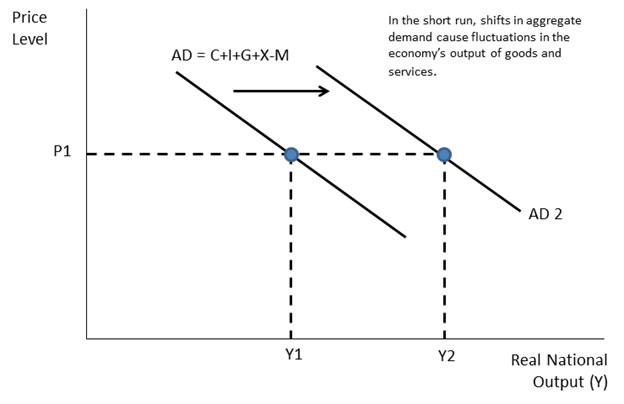 Price
Level
In the short run, shifts in aggregate
demand cause fluctuations in the
economy's output of goods and
services.
AD = C+I+G+X-M
P1
AD 2
Y1
Y2
Real National
Output (Y)